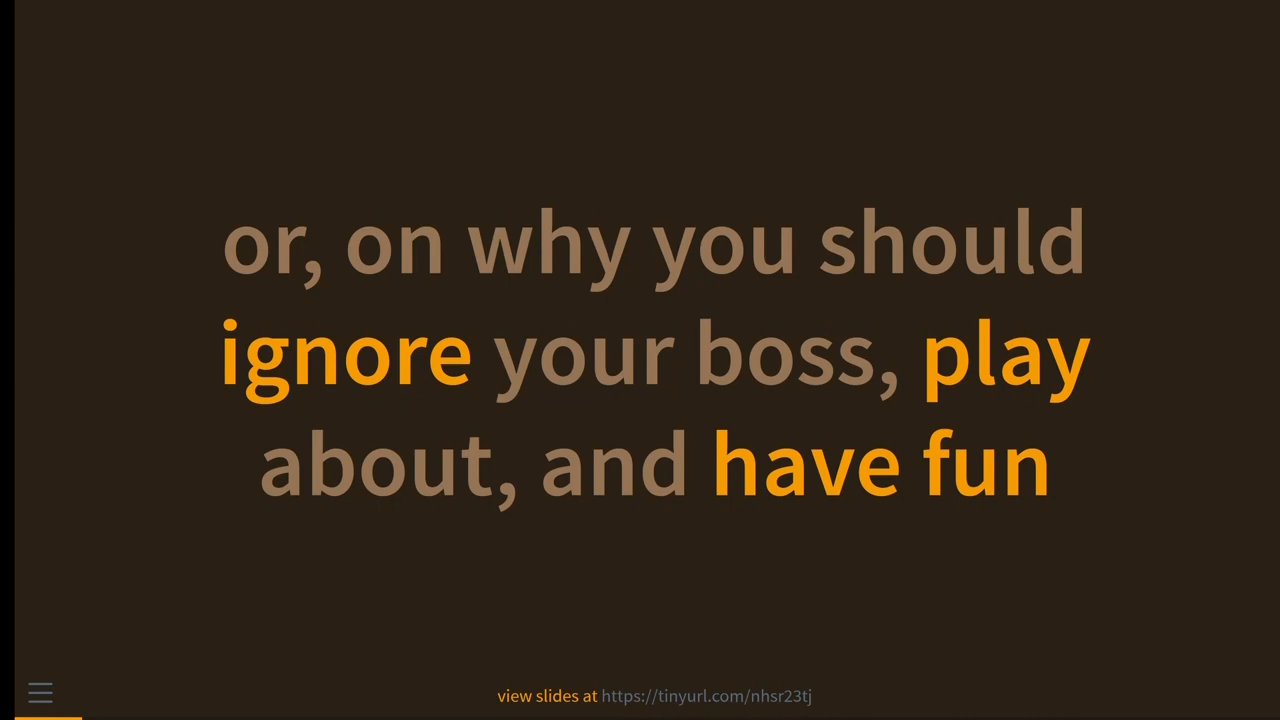 or, on why you should
ignore your boss, play
about, and have fun
view slides at https://tinyurl.com/nhsr23tj